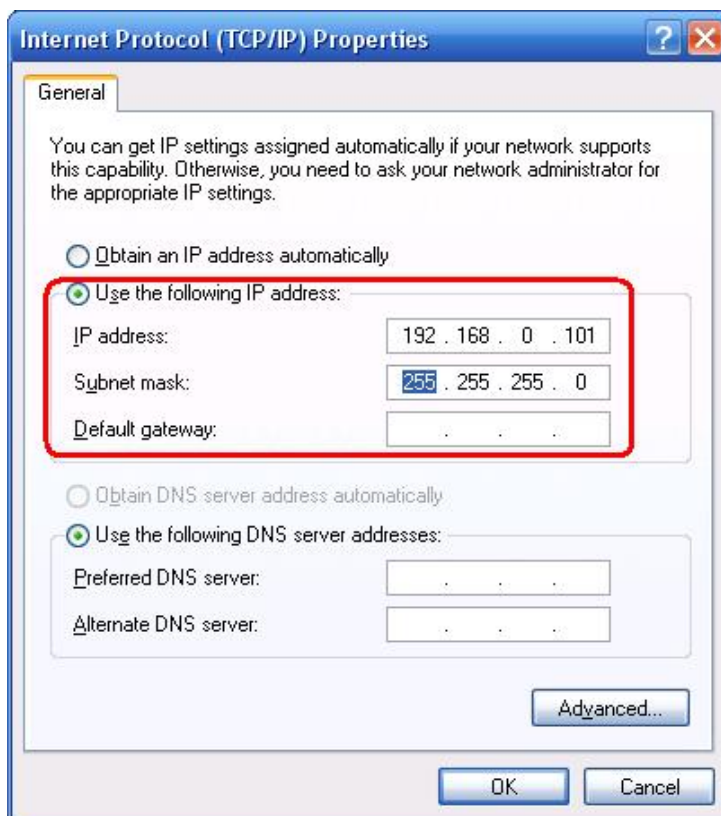 Internet Protocol (TCP/IP) Properties
?
General
You can get IP settings assigned automatically if your network supports
this capability. Otherwise, you need to ask your network administrator for
the appropriate IP settings.
Obtain an IP address automatically
Use the following IP address:
IP address: 192 . 168 . 0 . 101
Subnet mask: 255 . 255 . 255 . 0
Default gateway: . . .
Obtain DNS server address automatically
Use the following DNS server addresses:
Preferred DNS server: . . .
Alternate DNS server: . . .
Advanced...
OK Cancel